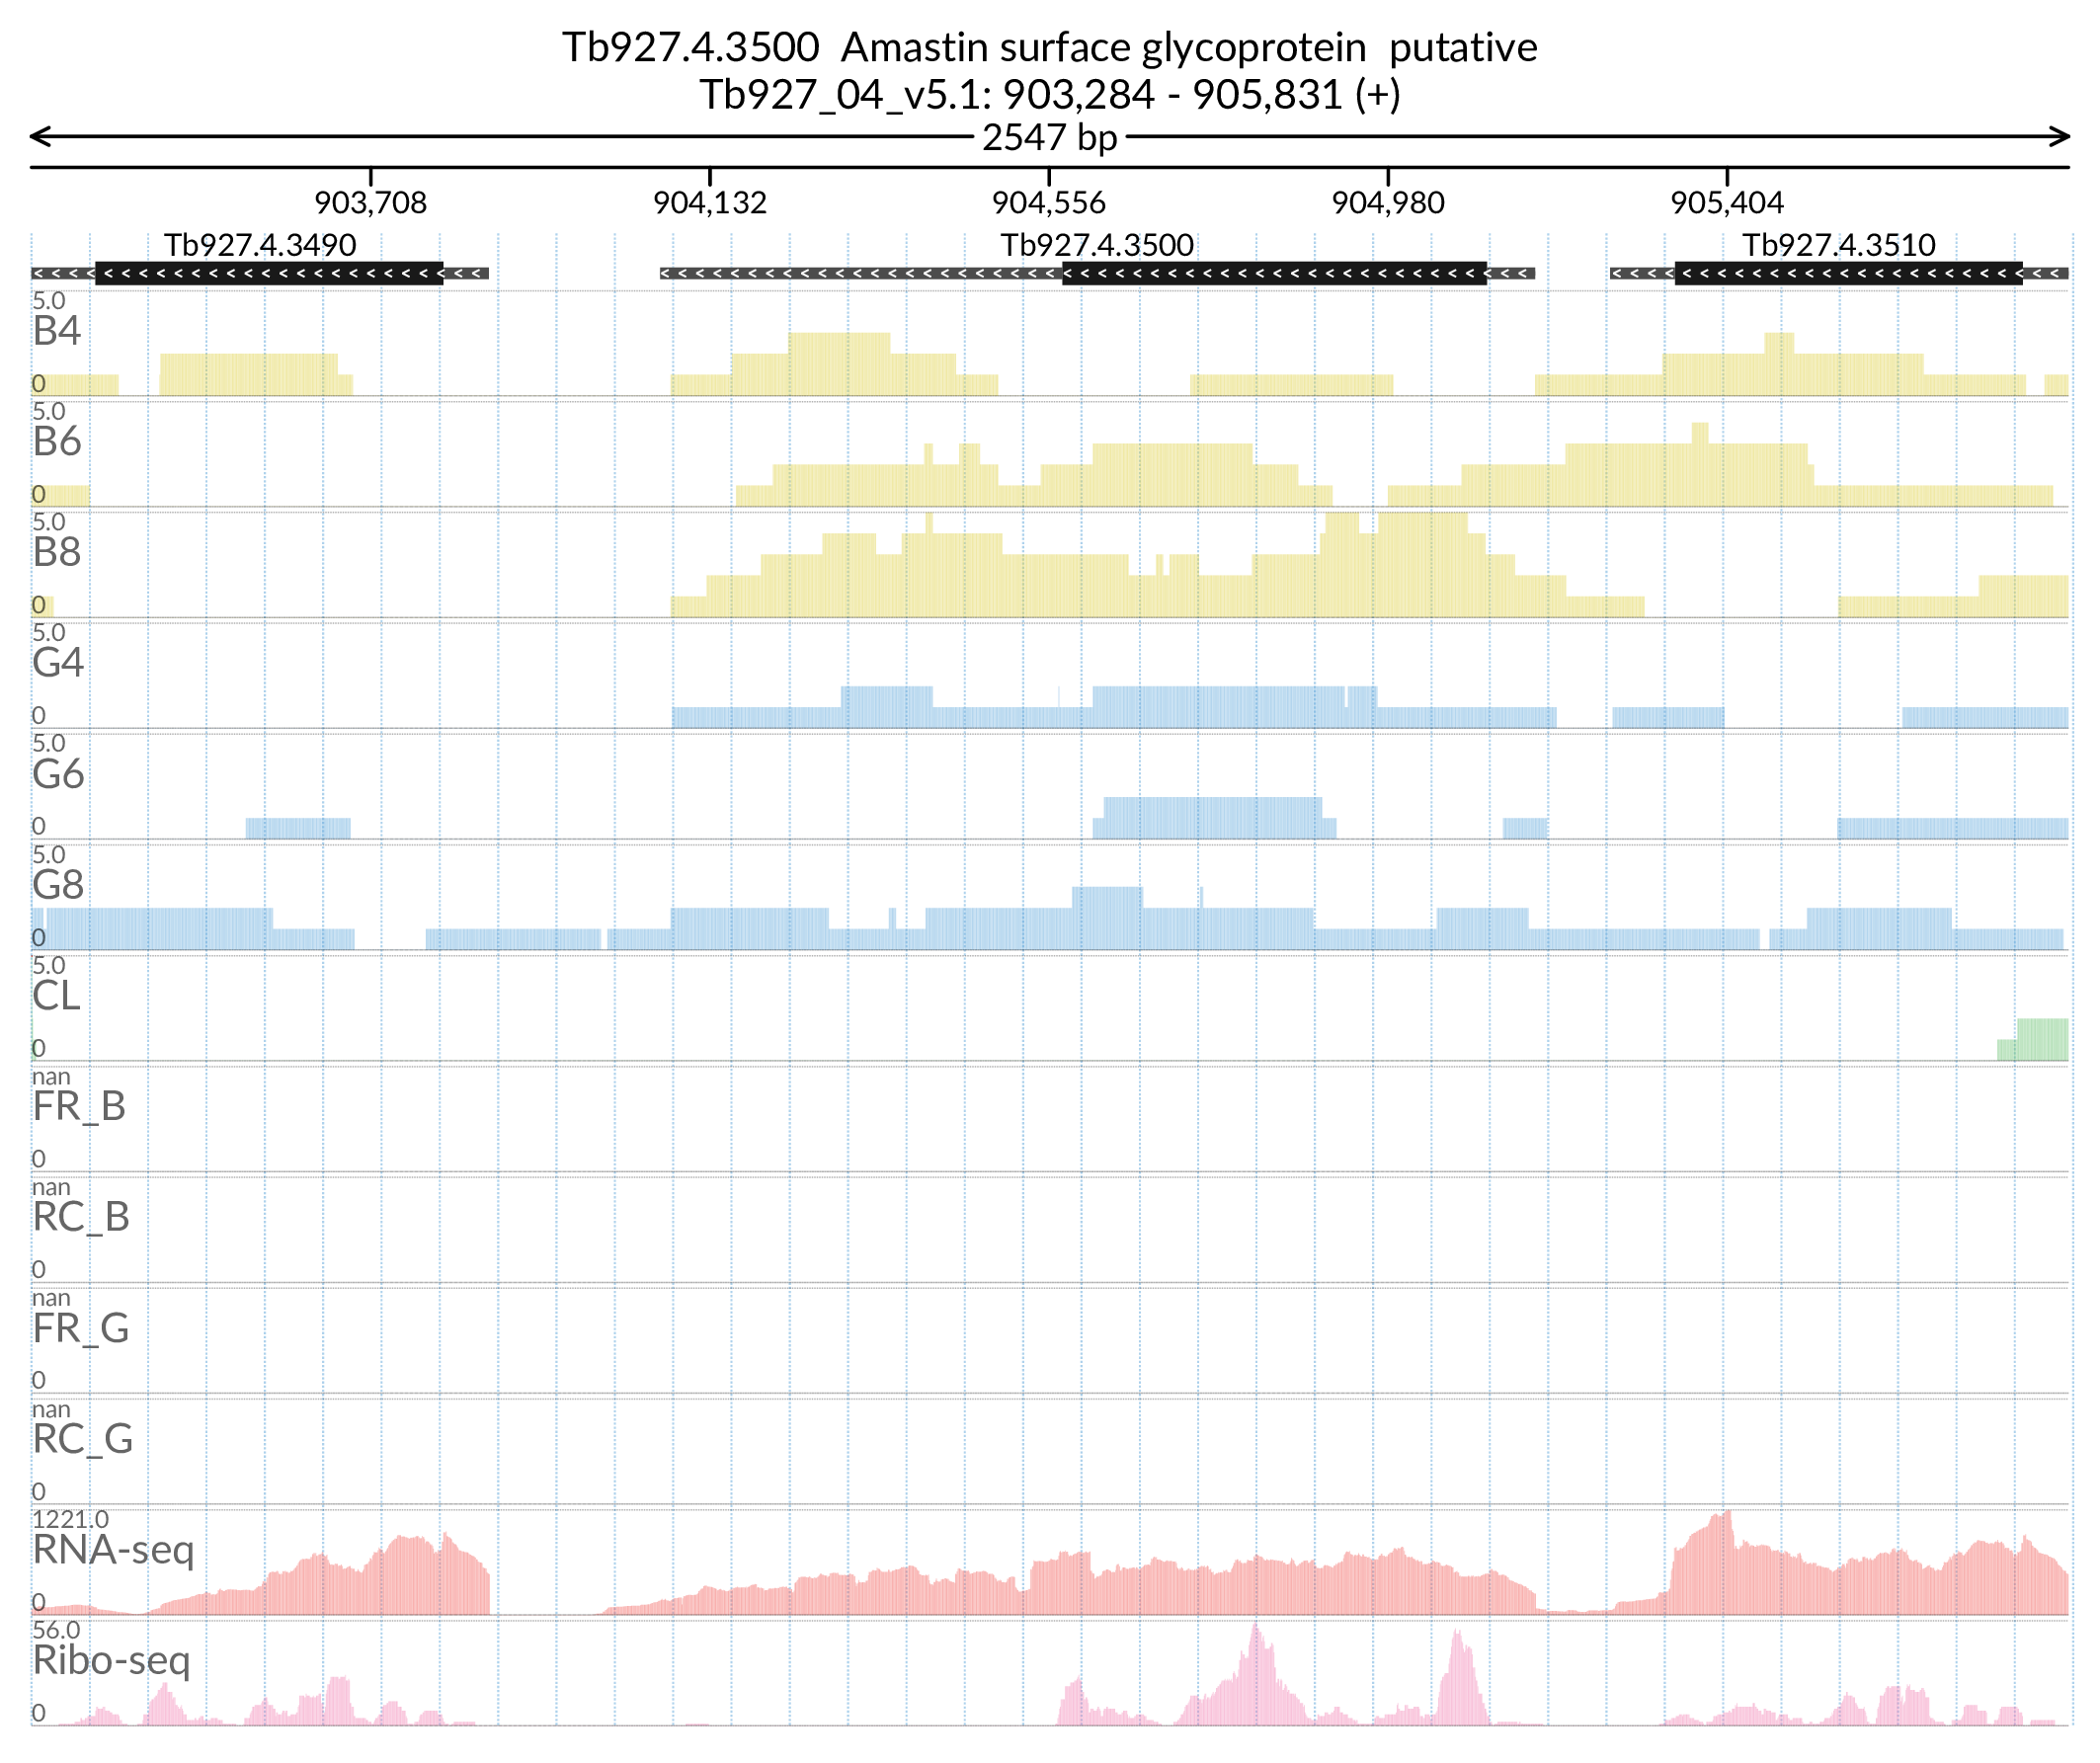 Tb927.4.3500  Amastin surface glycoprotein  putative
Tb927_04_v5.1: 903,284 - 905,831 (+)
2547 bp
903,708 904,132 904,556 904,980 905,404
Tb927.4.3490 Tb927.4.3500 Tb927.4.3510
5.0
B4
0
5.0
B6
0
5.0
B8
0
5.0
G4
0
5.0
G6
0
5.0
G8
0
5.0
CL
0
nan
FR_B
0
nan
RC_B
0
nan
FR_G
0
nan
RC_G
0
1221.0
RNA-seq
0
56.0
Ribo-seq
0